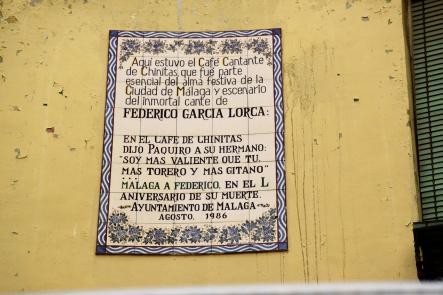 Aquí estuvo el Café Cantante
de Chinitas que fué parte
esencial del alma festiva de la
Ciudad de Málaga y escenario
del inmortal cante de
FEDERICO GARCIA LORCA:
EN EL CAFE DE CHINITAS
DIJO PAQUIRO A SU HERMANO:
"SOY MAS VALIENTE QUE TU,
MAS TORERO Y MAS GITANO"
...
MALAGA A FEDERICO, EN EL L
ANIVERSARIO DE SU MUERTE.
AYUNTAMIENTO DE MALAGA
AGOSTO, 1986